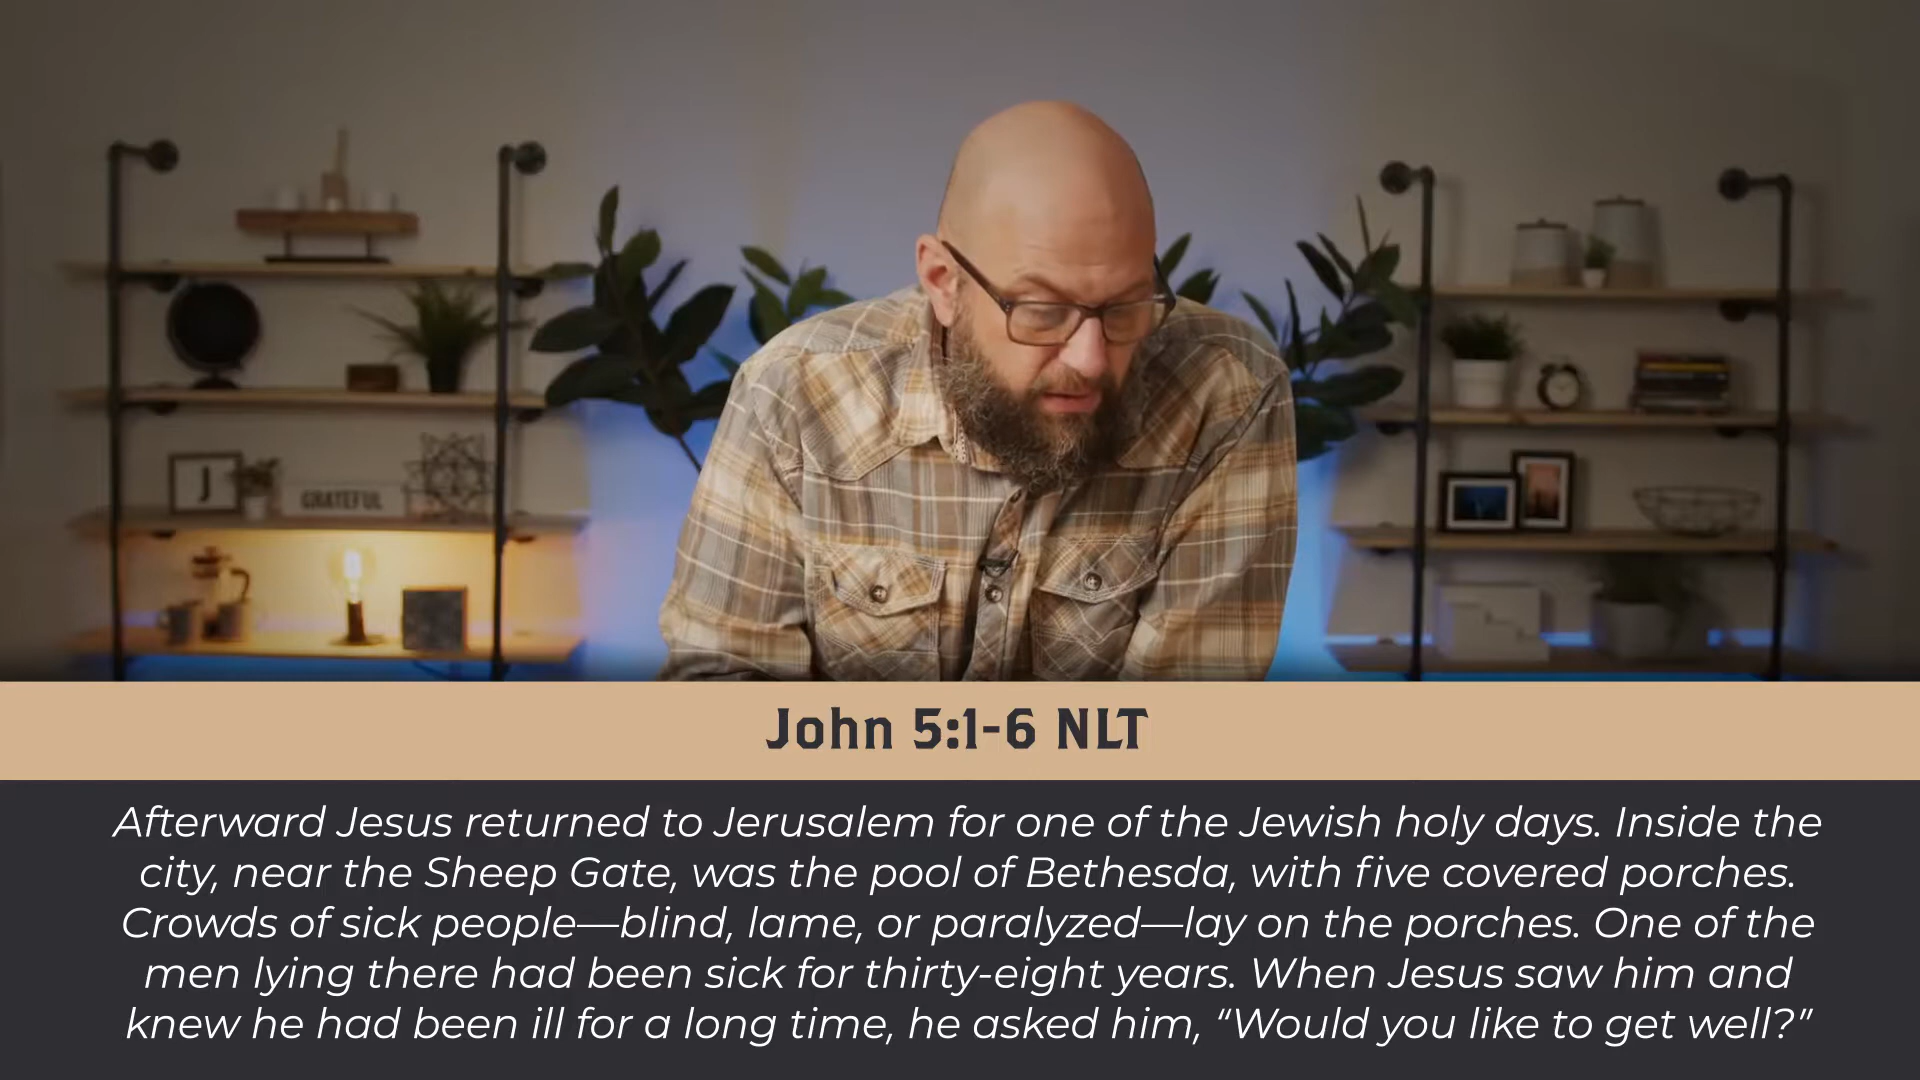 J
GRATEFUL
John 5:1-6 NLT
Afterward Jesus returned to Jerusalem for one of the Jewish holy days. Inside the
city, near the Sheep Gate, was the pool of Bethesda, with five covered porches.
Crowds of sick people—blind, lame, or paralyzed—lay on the porches. One of the
men lying there had been sick for thirty-eight years. When Jesus saw him and
knew he had been ill for a long time, he asked him, “Would you like to get well?”